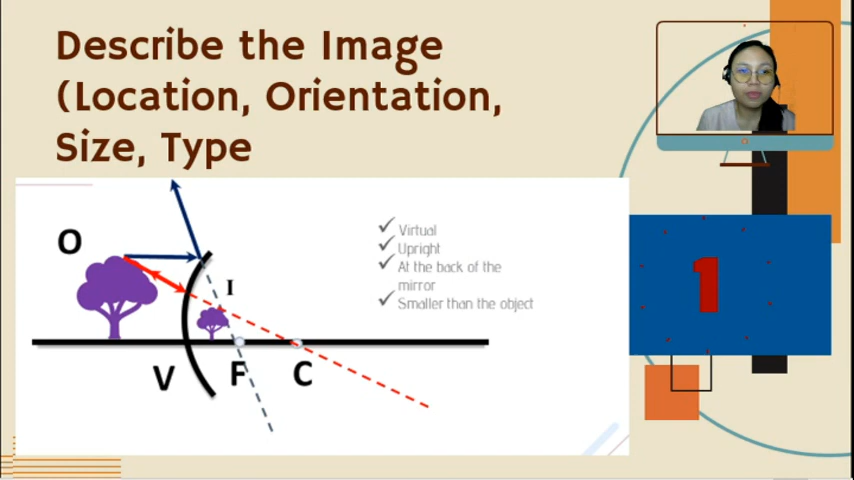 Describe the Image
(Location, Orientation,
Size, Type
O
I
V
F
C
Virtual
Upright
At the back of the
mirror
Smaller than the object
1